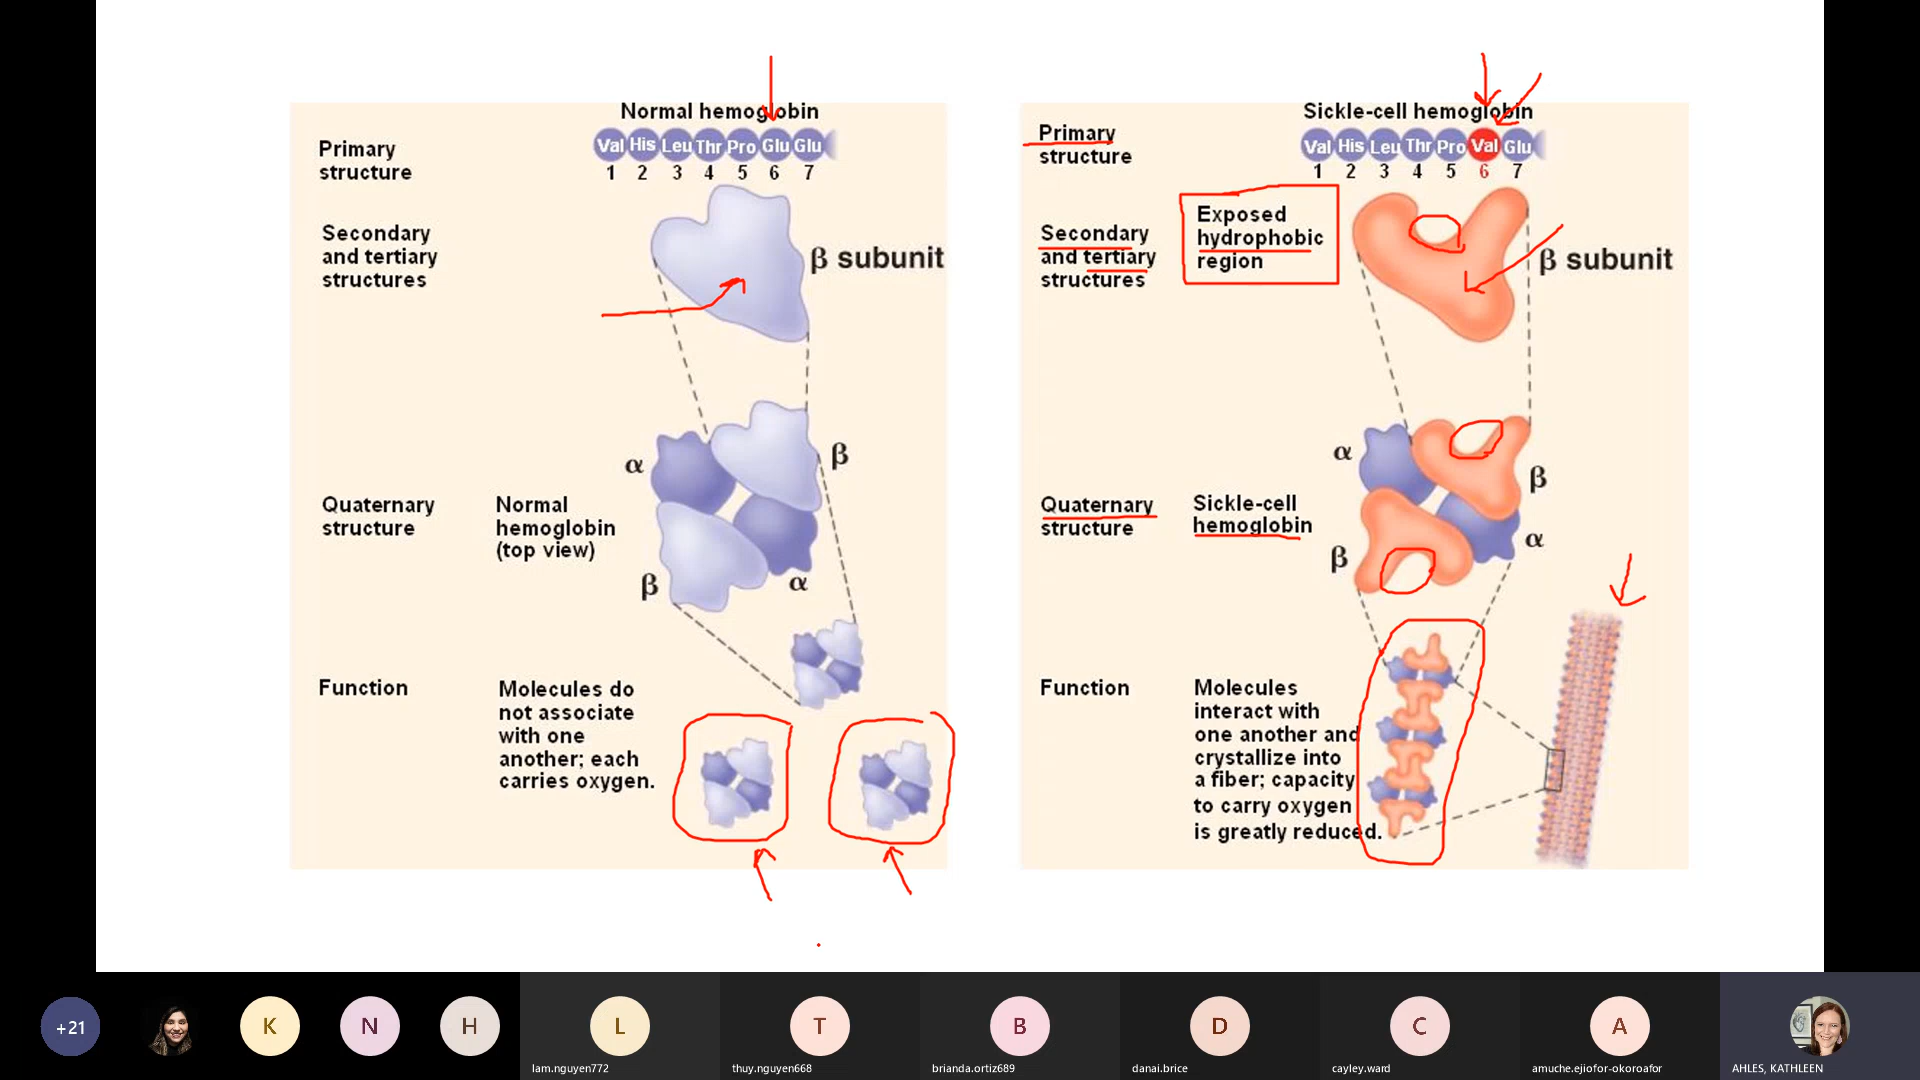 Normal hemoglobin
Primary
structure
Val His Leu Thr Pro Glu Glu
1 2 3 4 5 6 7
Secondary
and tertiary
structures
β subunit
α
β
Quaternary
structure
Normal
hemoglobin
(top view)
β
α
Function
Molecules do
not associate
with one
another; each
carries oxygen.
Sickle-cell hemoglobin
Primary
structure
Val His Leu Thr Pro Val Glu
1 2 3 4 5 6 7
Secondary
and tertiary
structures
Exposed
hydrophobic
region
β subunit
α
β
Quaternary
structure
Sickle-cell
hemoglobin
β
α
Function
Molecules
interact with
one another and
crystallize into
a fiber; capacity
to carry oxygen
is greatly reduced.
+21
K
N
H
L
T
B
D
C
A
lam.nguyen772
thuy.nguyen668
brianda.ortiz689
danai.brice
cayley.ward
amuche.ejiofor-okoroafor
AHLES, KATHLEEN